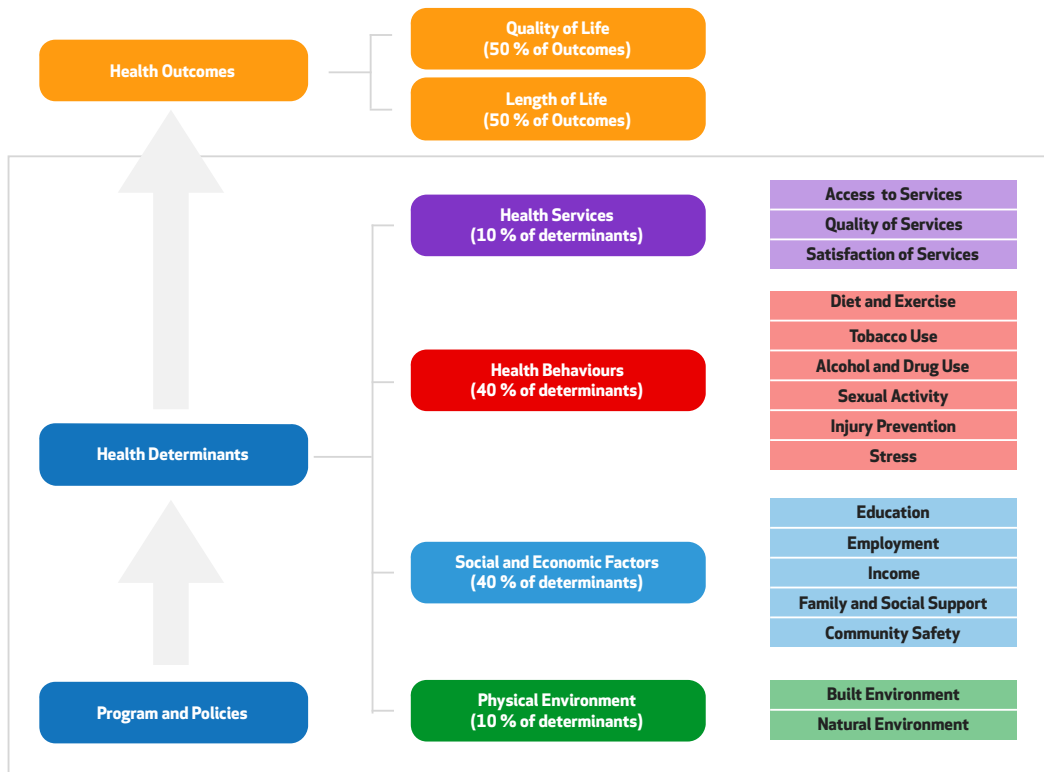 Health Outcomes
Quality of Life
(50 % of Outcomes)
Length of Life
(50 % of Outcomes)
Health Determinants
Program and Policies
Health Services
(10 % of determinants)
Access to Services
Quality of Services
Satisfaction of Services
Health Behaviours
(40 % of determinants)
Diet and Exercise
Tobacco Use
Alcohol and Drug Use
Sexual Activity
Injury Prevention
Stress
Social and Economic Factors
(40 % of determinants)
Education
Employment
Income
Family and Social Support
Community Safety
Physical Environment
(10 % of determinants)
Built Environment
Natural Environment